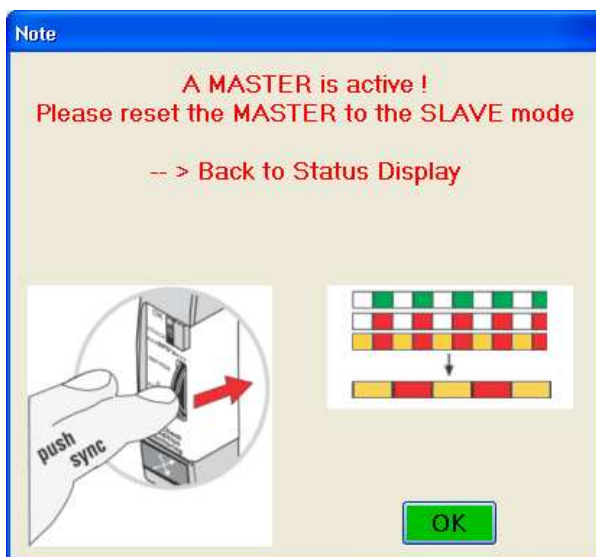 Note
A MASTER is active !
Please reset the MASTER to the SLAVE mode
-- > Back to Status Display
push
sync
OK